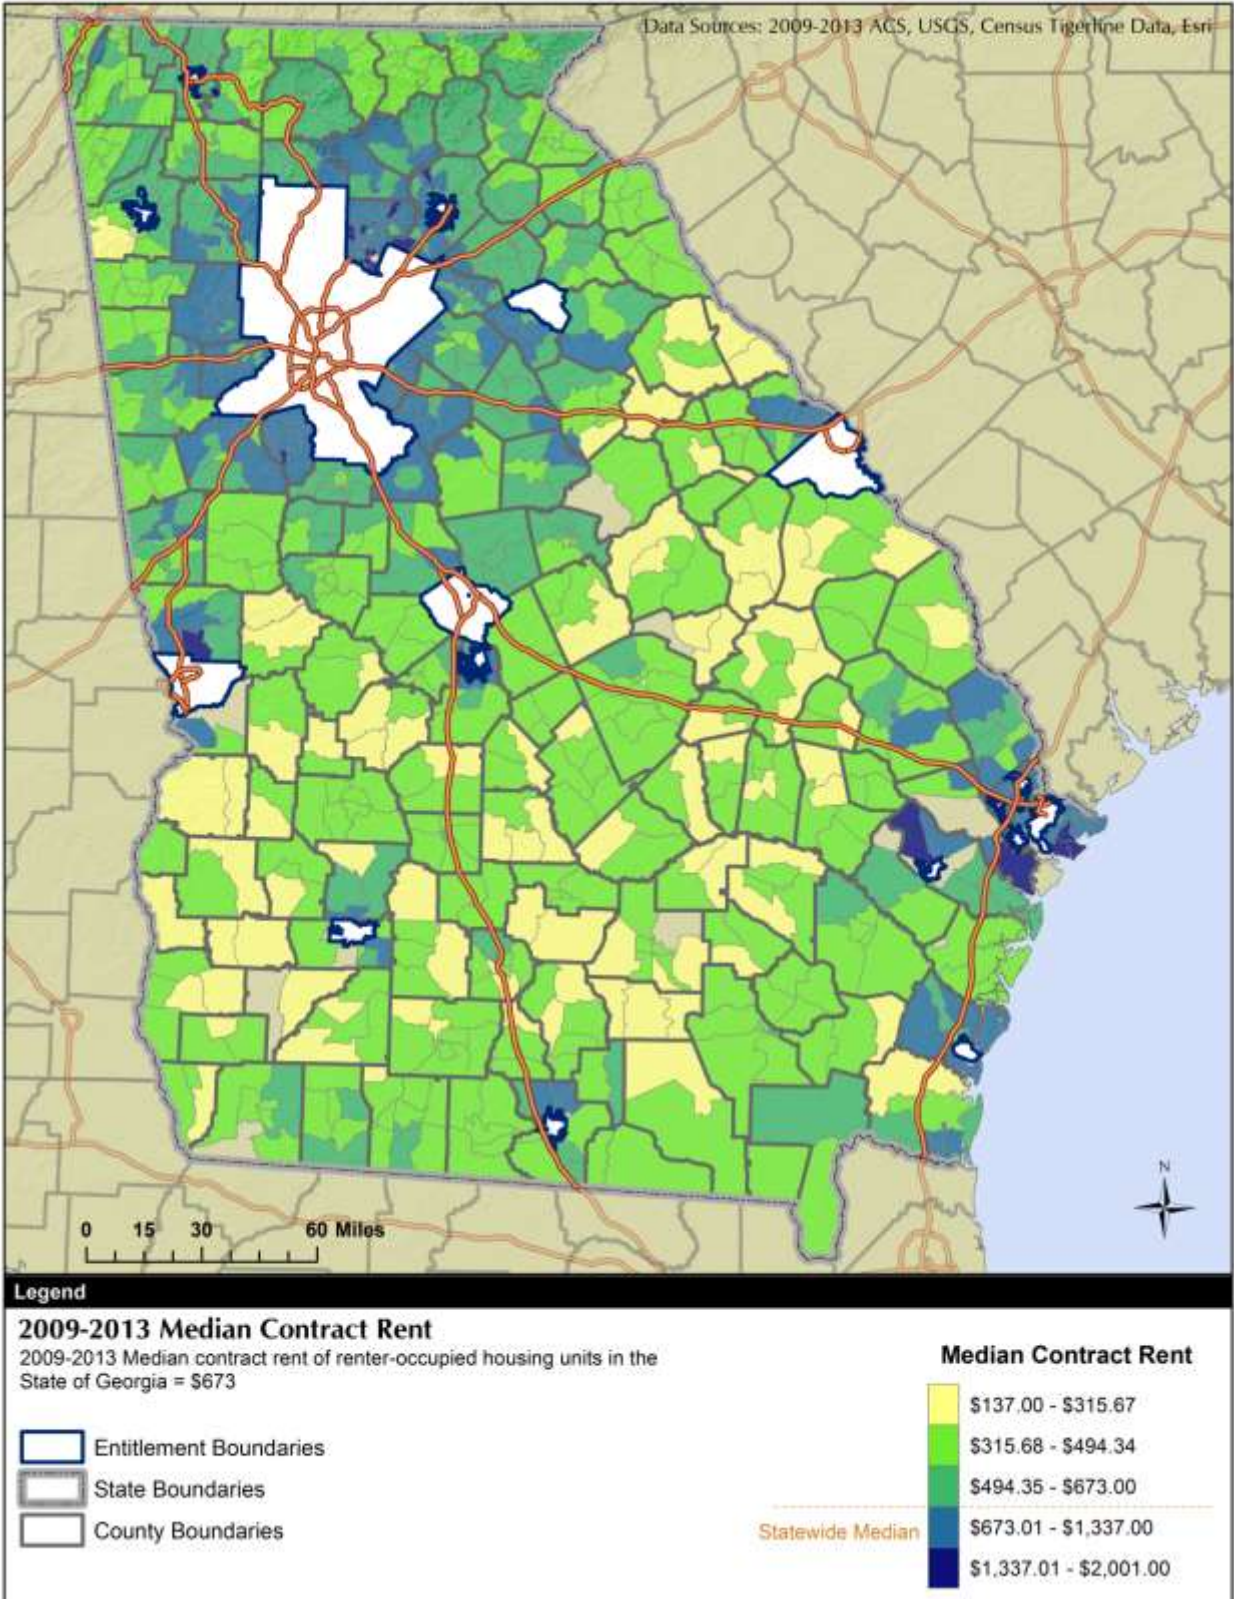 Data Sources: 2009-2013 ACS, USGS, Census Tigerline Data, Esri
N
0 15 30 60 Miles
Legend
2009-2013 Median Contract Rent
2009-2013 Median contract rent of renter-occupied housing units in the
State of Georgia = $673
Entitlement Boundaries
State Boundaries
County Boundaries
Median Contract Rent
$137.00 - $315.67
$315.68 - $494.34
$494.35 - $673.00
Statewide Median
$673.01 - $1,337.00
$1,337.01 - $2,001.00